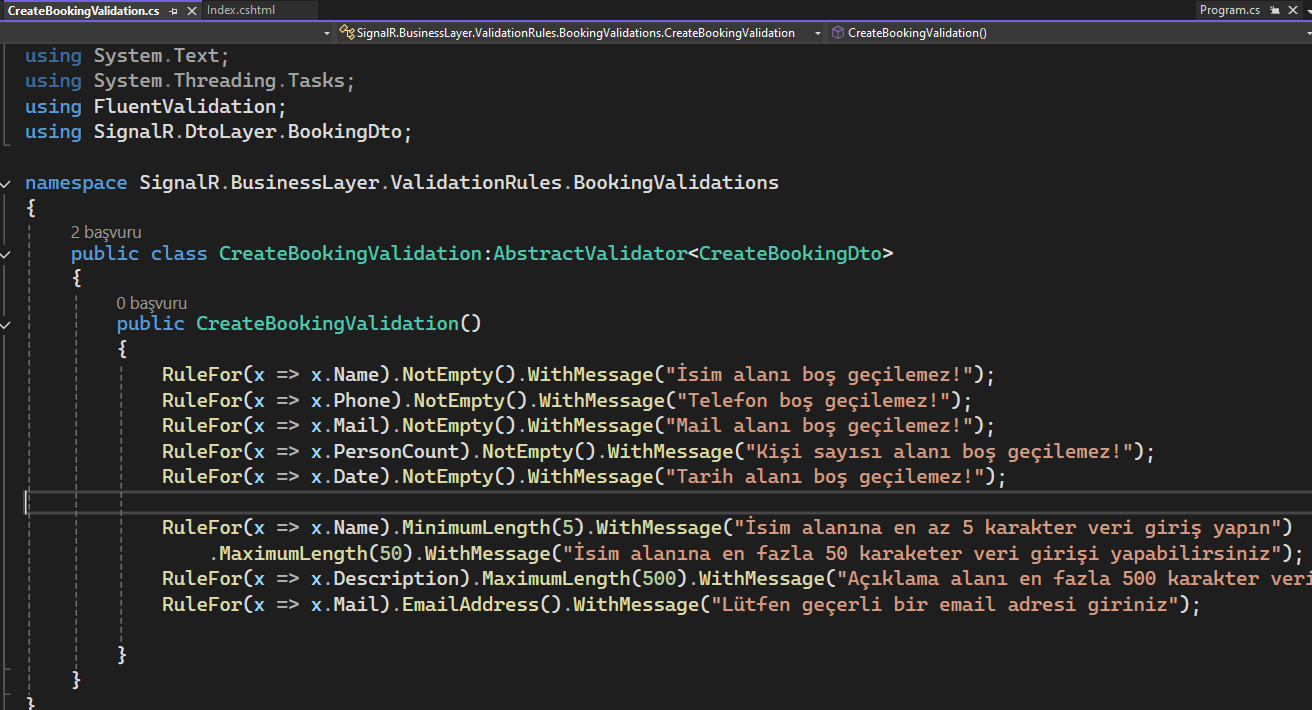 CreateBookingValidation.cs
Index.cshtml
Program.cs
SignalR.BusinessLayer.ValidationRules.BookingValidations.CreateBookingValidation
CreateBookingValidation()
using System.Text;
using System.Threading.Tasks;
using FluentValidation;
using SignalR.DtoLayer.BookingDto;
namespace SignalR.BusinessLayer.ValidationRules.BookingValidations
{
2 başvuru
public class CreateBookingValidation:AbstractValidator<CreateBookingDto>
{
0 başvuru
public CreateBookingValidation()
{
RuleFor(x => x.Name).NotEmpty().WithMessage("İsim alanı boş geçilemez!");
RuleFor(x => x.Phone).NotEmpty().WithMessage("Telefon boş geçilemez!");
RuleFor(x => x.Mail).NotEmpty().WithMessage("Mail alanı boş geçilemez!");
RuleFor(x => x.PersonCount).NotEmpty().WithMessage("Kişi sayısı alanı boş geçilemez!");
RuleFor(x => x.Date).NotEmpty().WithMessage("Tarih alanı boş geçilemez!");
RuleFor(x => x.Name).MinimumLength(5).WithMessage("İsim alanına en az 5 karakter veri giriş yapın")
.MaximumLength(50).WithMessage("İsim alanına en fazla 50 karaketer veri girişi yapabilirsiniz");
RuleFor(x => x.Description).MaximumLength(500).WithMessage("Açıklama alanı en fazla 500 karakter veri
RuleFor(x => x.Mail).EmailAddress().WithMessage("Lütfen geçerli bir email adresi giriniz");
}
}
}